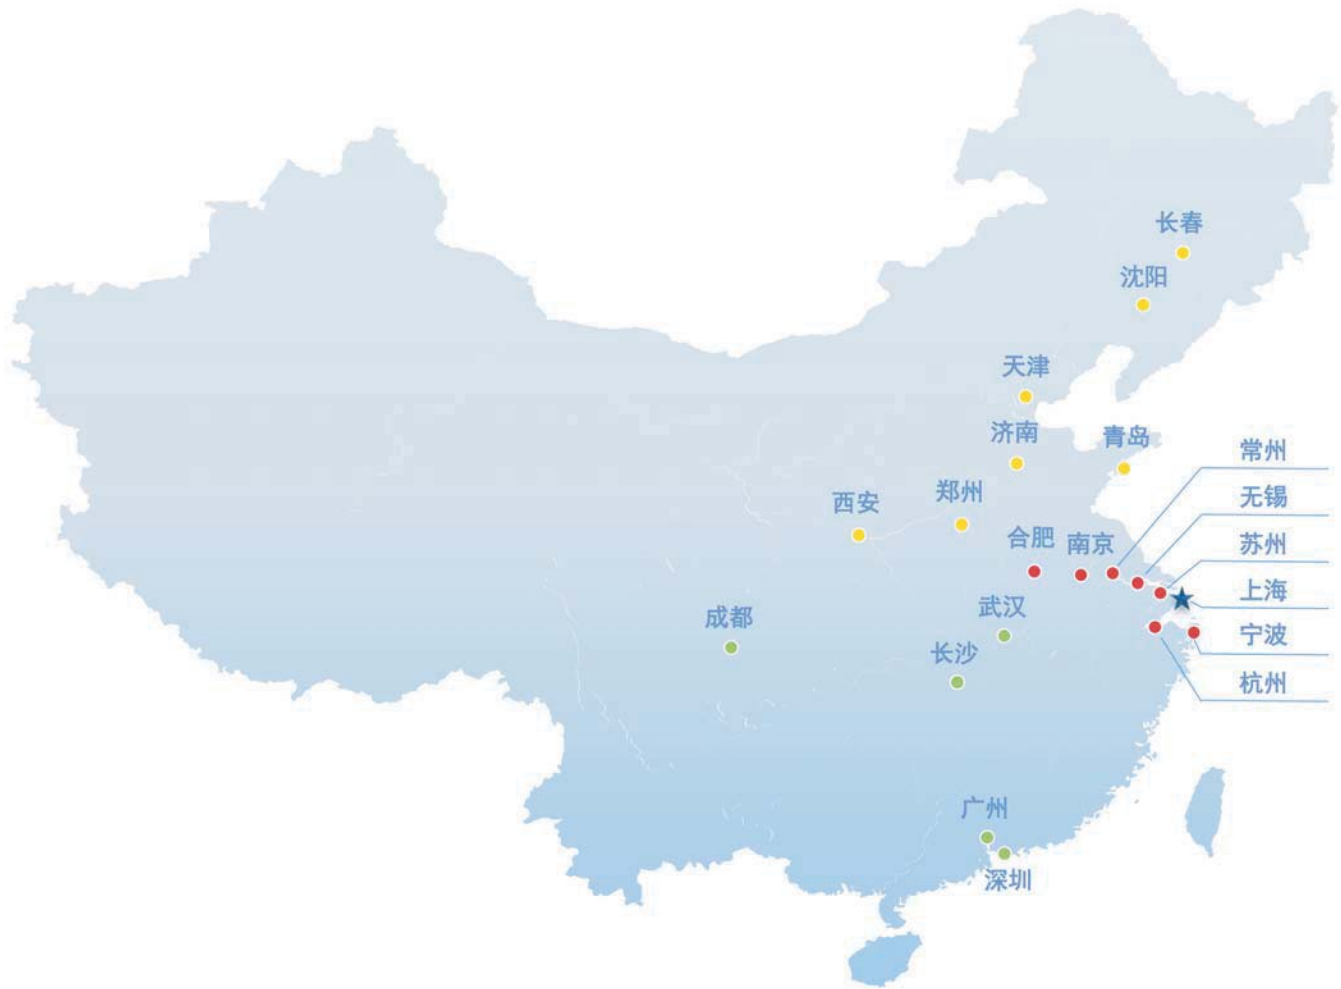 长春
沈阳
天津
济南
青岛
常州
西安
郑州
无锡
合肥
南京
苏州
上海
成都
武汉
宁波
长沙
杭州
广州
深圳